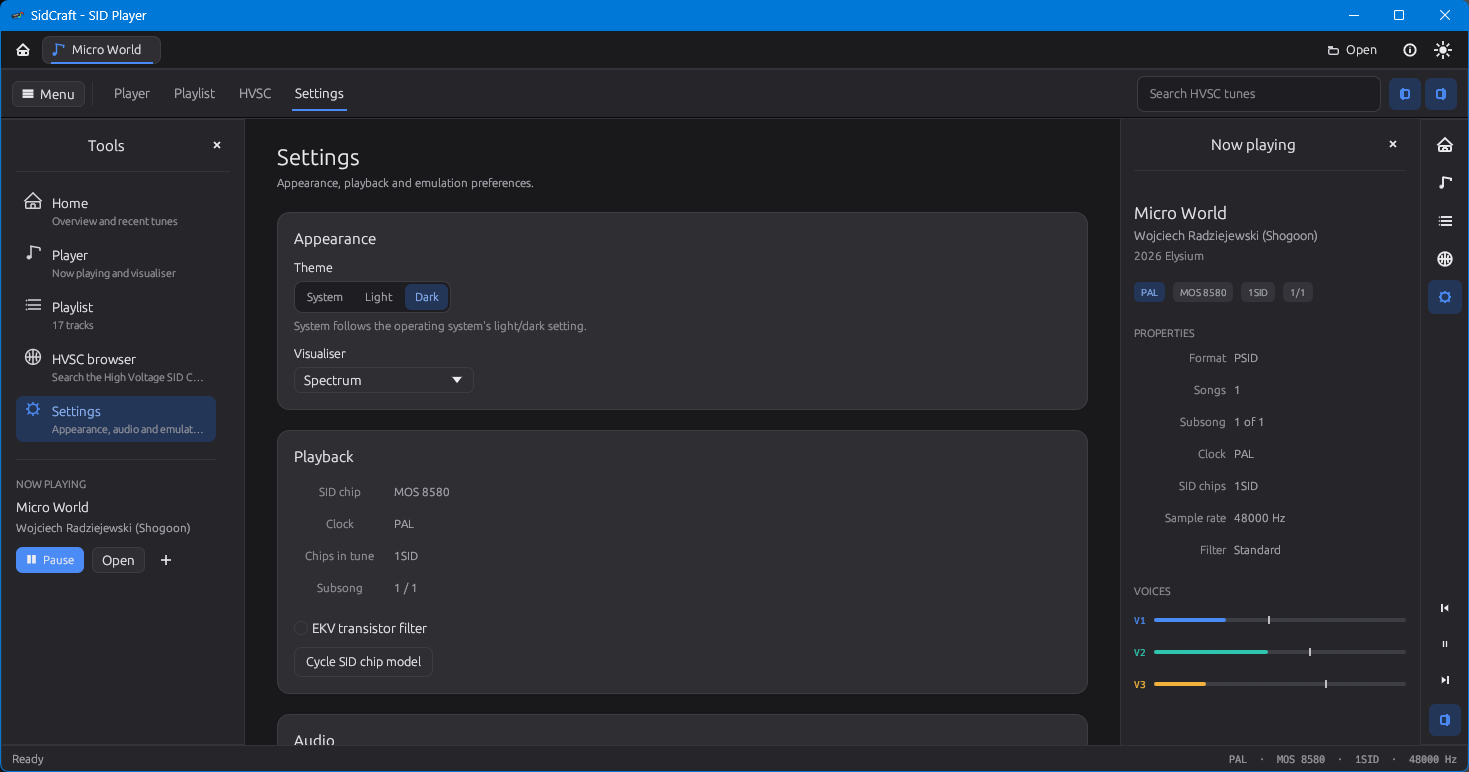 SidCraft - SID Player
Micro World
Open
Menu
Player
Playlist
HVSC
Settings
Search HVSC tunes
Tools
Home
Overview and recent tunes
Player
Now playing and visualiser
Playlist
17 tracks
HVSC browser
Search the High Voltage SID C...
Settings
Appearance, audio and emulat...
NOW PLAYING
Micro World
Wojciech Radziejewski (Shogoon)
Pause
Open
Settings
Appearance, playback and emulation preferences.
Appearance
Theme
System
Light
Dark
System follows the operating system's light/dark setting.
Visualiser
Spectrum
Playback
SID chip MOS 8580
Clock PAL
Chips in tune 1SID
Subsong 1 / 1
EKV transistor filter
Cycle SID chip model
Audio
Now playing
Micro World
Wojciech Radziejewski (Shogoon)
2026 Elysium
PAL
MOS 8580
1SID
1/1
PROPERTIES
Format PSID
Songs 1
Subsong 1 of 1
Clock PAL
SID chips 1SID
Sample rate 48000 Hz
Filter Standard
VOICES
V1
V2
V3
Ready
PAL · MOS 8580 · 1SID · 48000 Hz